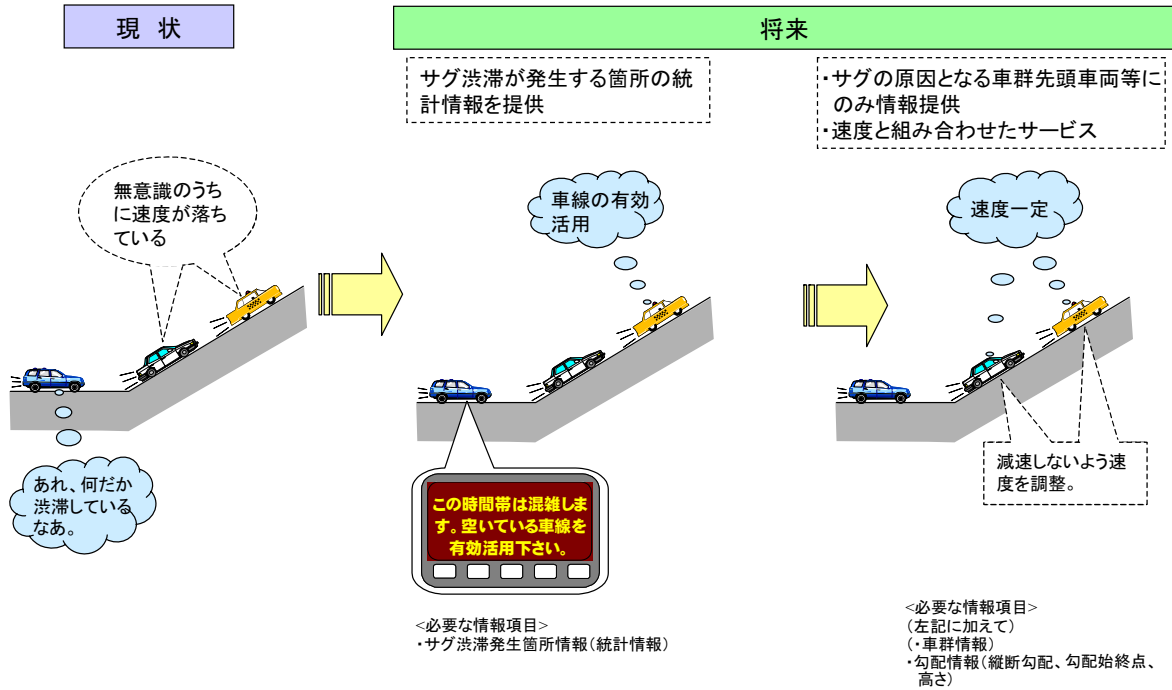 現 状
将来
サグ渋滞が発生する箇所の統
計情報を提供
・サグの原因となる車群先頭車両等に
のみ情報提供
・速度と組み合わせたサービス
無意識のうち
に速度が落ち
ている
車線の有効
活用
速度一定
あれ、何だか
渋滞している
なあ。
この時間帯は混雑しま
す。空いている車線を
有効活用下さい。
減速しないよう速
度を調整。
<必要な情報項目>
・サグ渋滞発生箇所情報(統計情報)
<必要な情報項目>
(左記に加えて)
(・車群情報)
・勾配情報(縦断勾配、勾配始終点、
高さ)